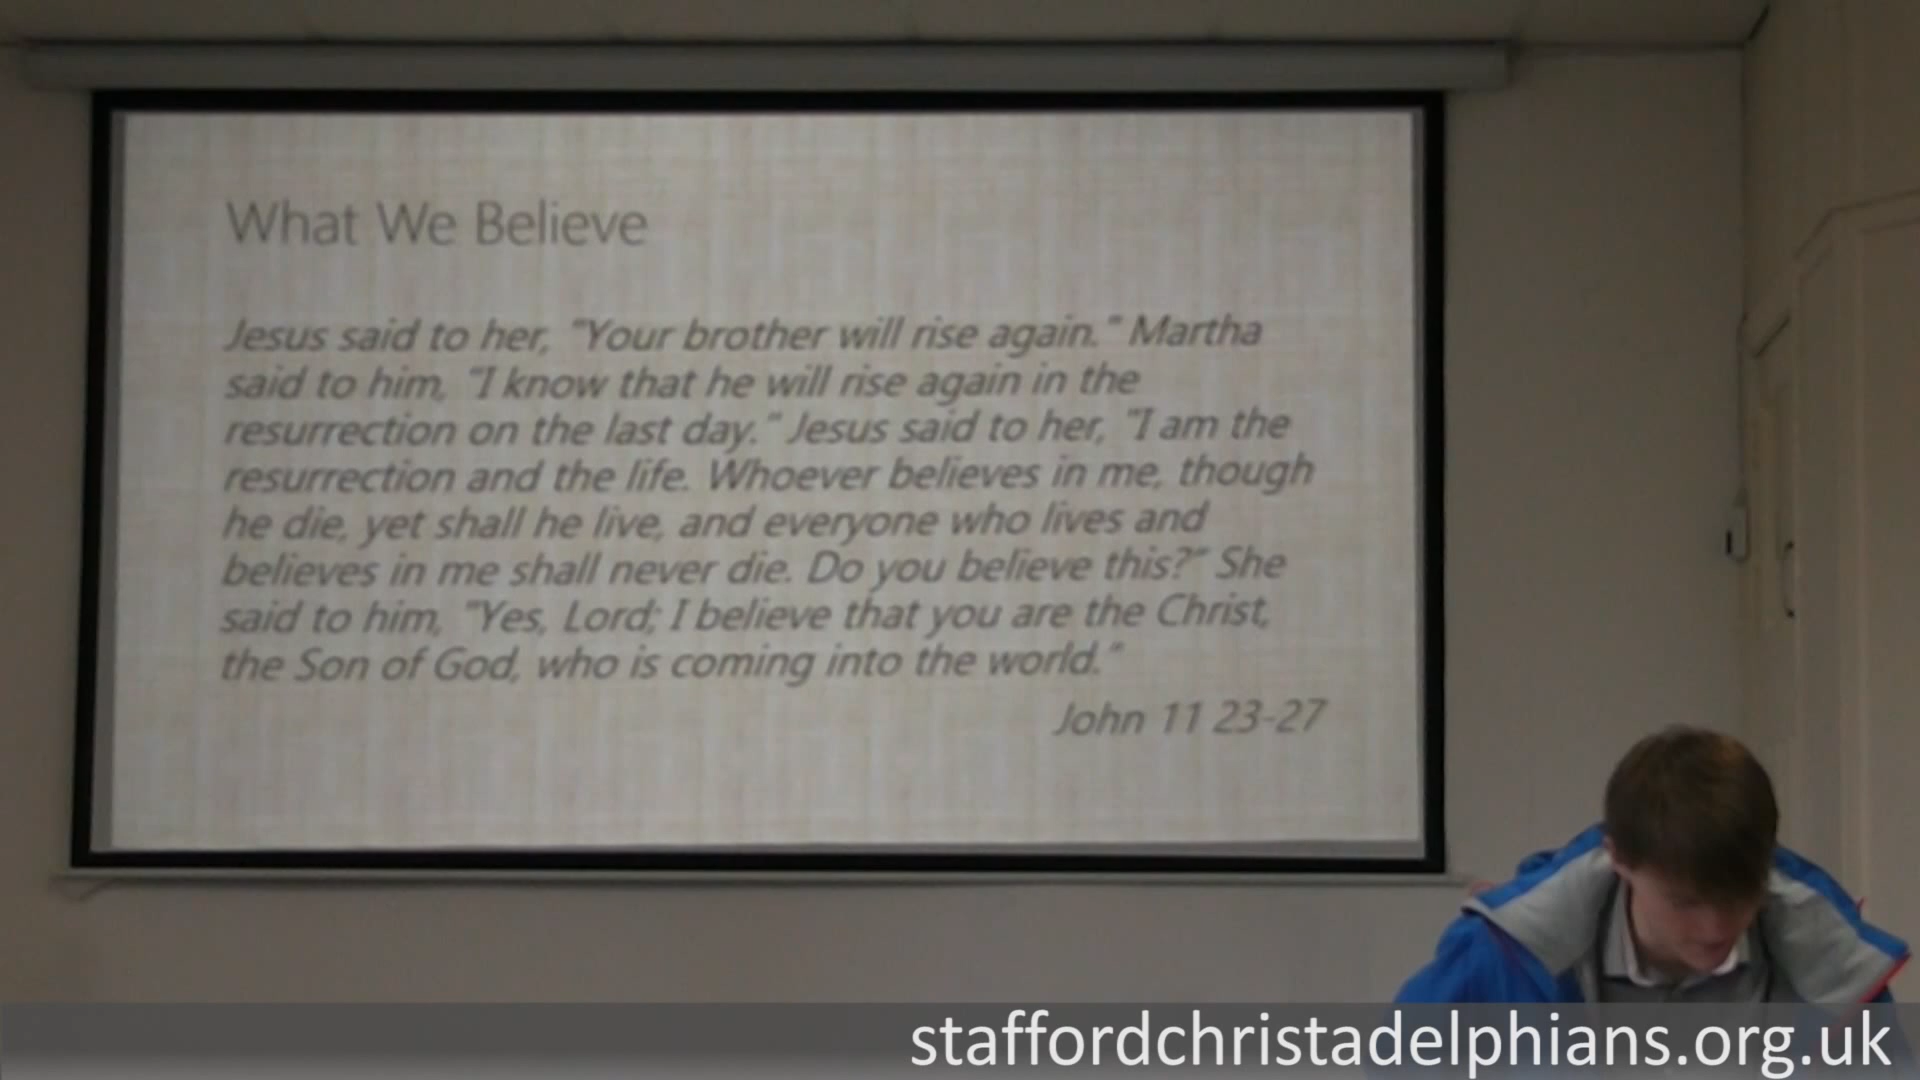 What We Believe
Jesus said to her, "Your brother will rise again." Martha
said to him, "I know that he will rise again in the
resurrection on the last day." Jesus said to her, "I am the
resurrection and the life. Whoever believes in me, though
he die, yet shall he live, and everyone who lives and
believes in me shall never die. Do you believe this?" She
said to him, "Yes, Lord; I believe that you are the Christ,
the Son of God, who is coming into the world."
John 11 23-27
staffordchristadelphians.org.uk